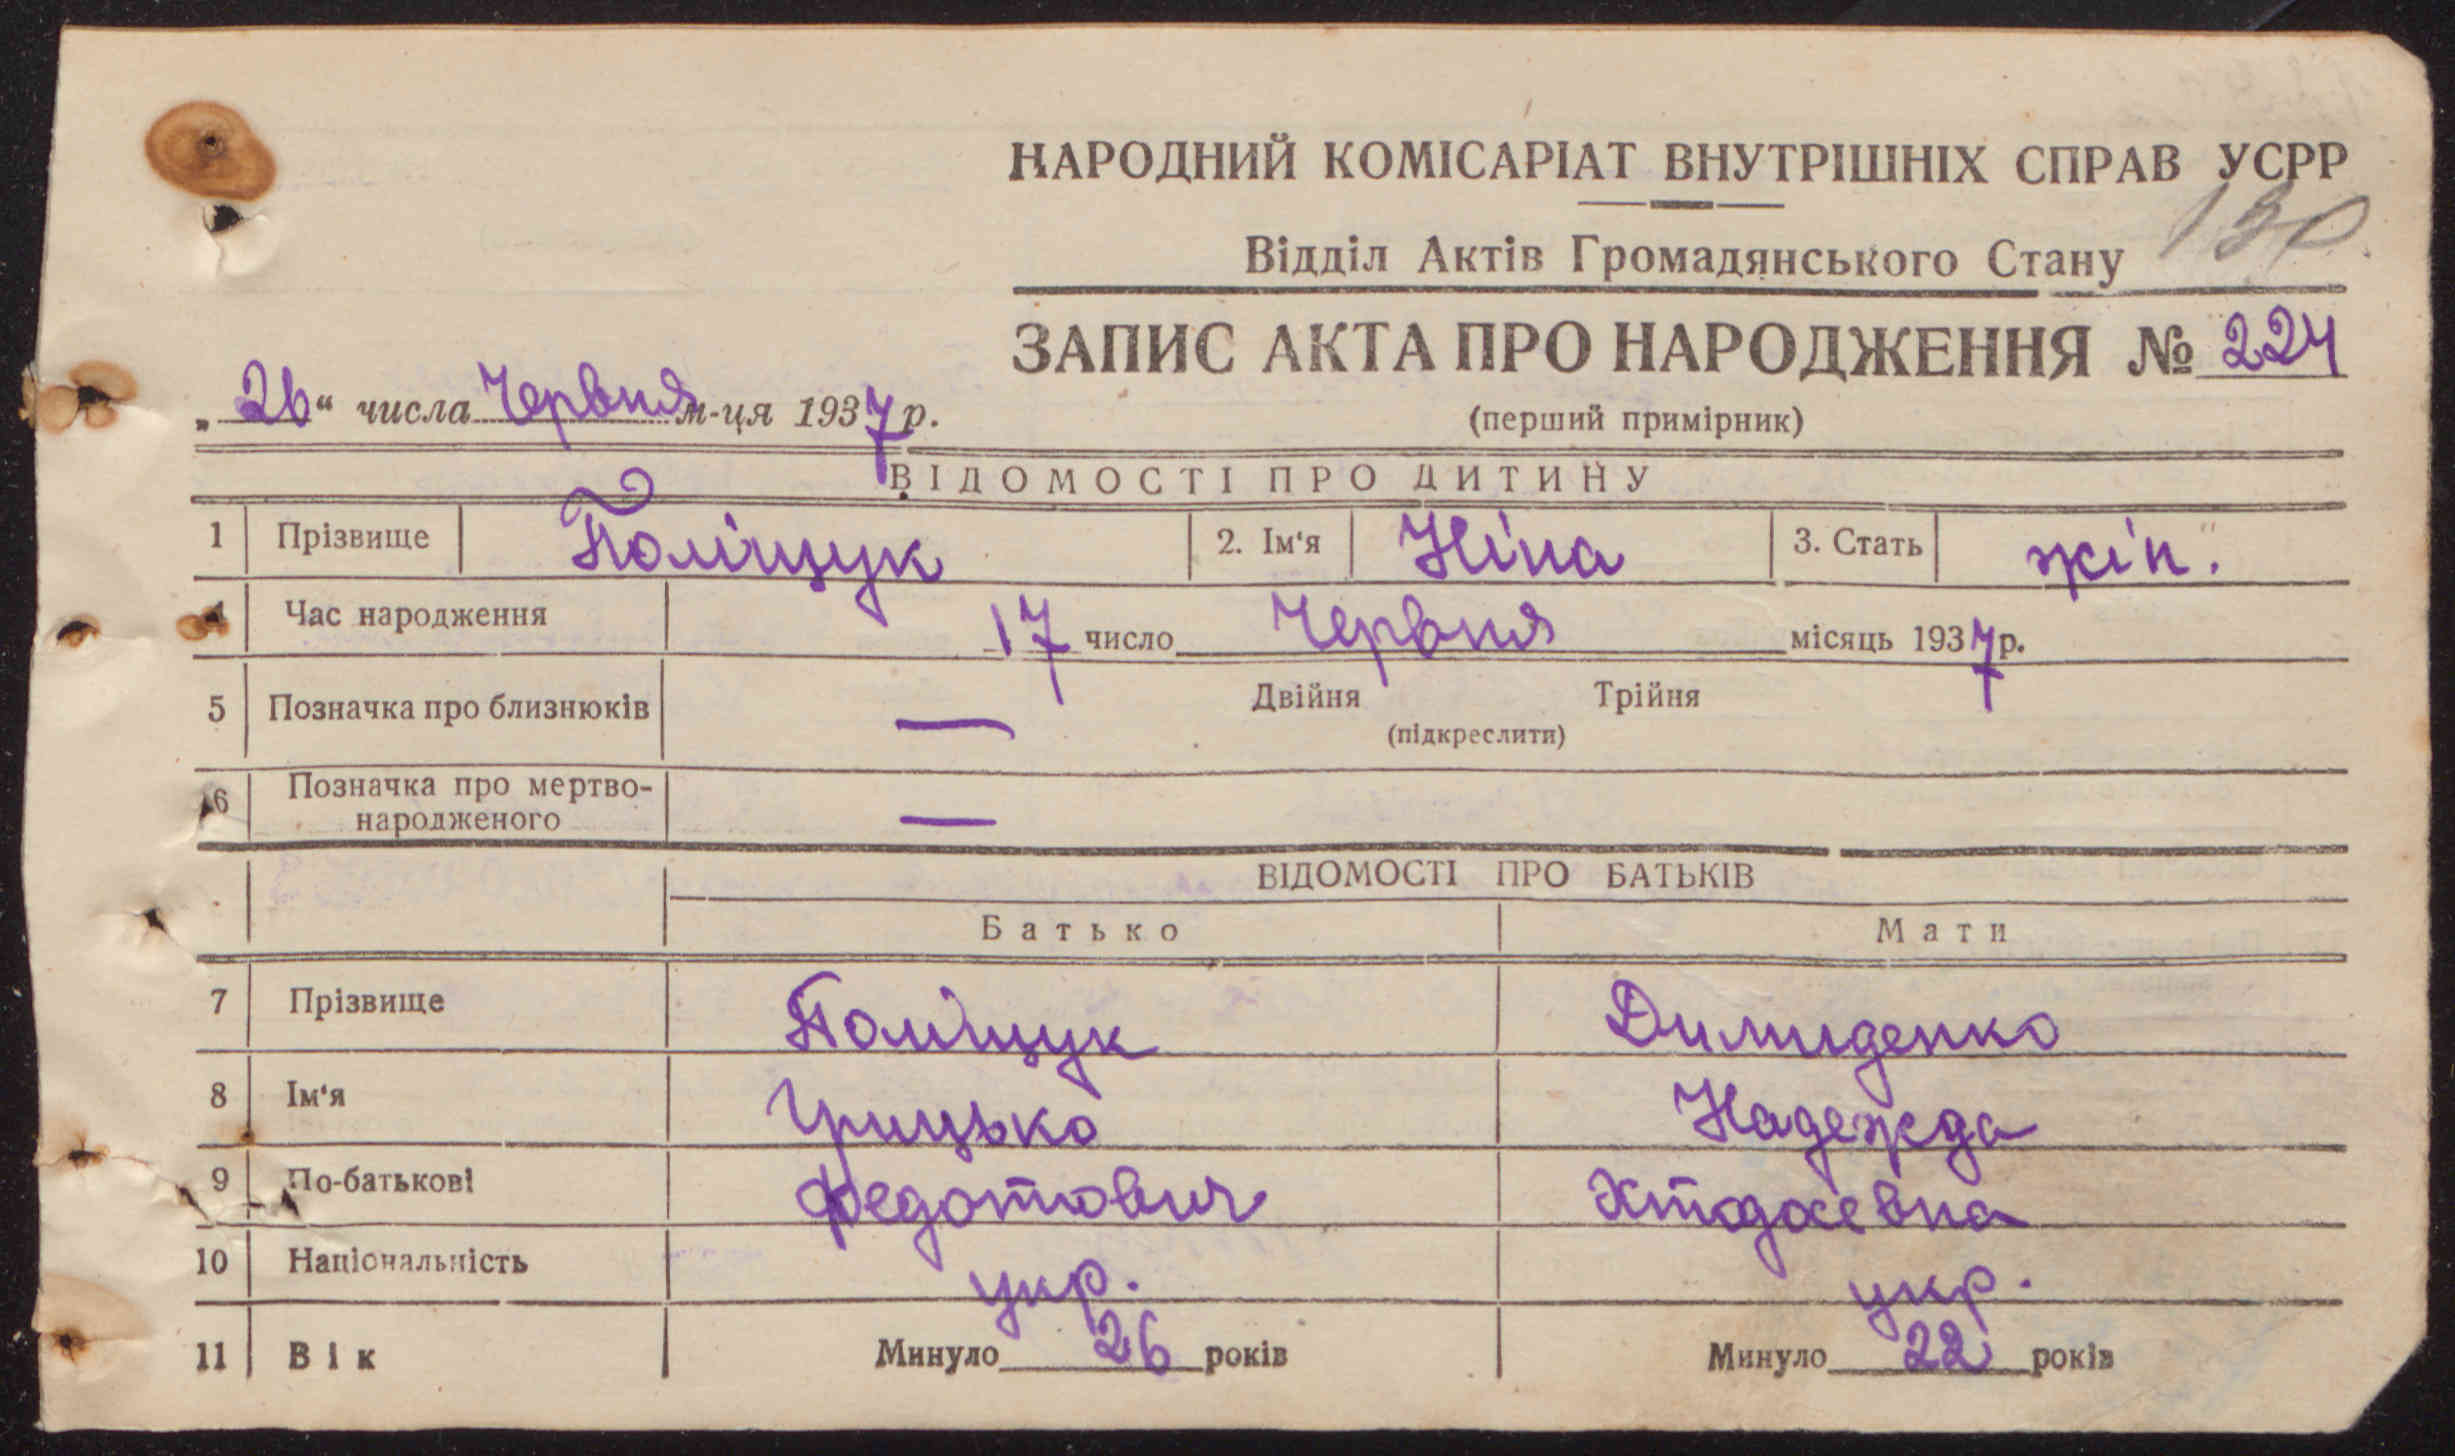 НАРОДНИЙ КОМІСАРІАТ ВНУТРІШНІХ СПРАВ УСРР
130
Відділ Актів Громадянського Стану
ЗАПИС АКТА ПРО НАРОДЖЕННЯ № 224
„26“ числа Червня м-ця 1937 р.
(перший примірник)
ВІДОМОСТІ ПРО ДИТИНУ
1 Прізвище Поліщук 2. Ім'я Ніна 3. Стать жін.
4 Час народження 17 число Червня місяць 1937 р.
5 Позначка про близнюків — Двійня Трійня
(підкреслити)
6 Позначка про мертво-
народженого —
ВІДОМОСТІ ПРО БАТЬКІВ
Батько Мати
7 Прізвище Поліщук Димиденко
8 Ім'я Грицько Надежда
9 По-батькові Федотович
10 Національність укр. укр.
11 Вік Минуло 26 років Минуло 22 років